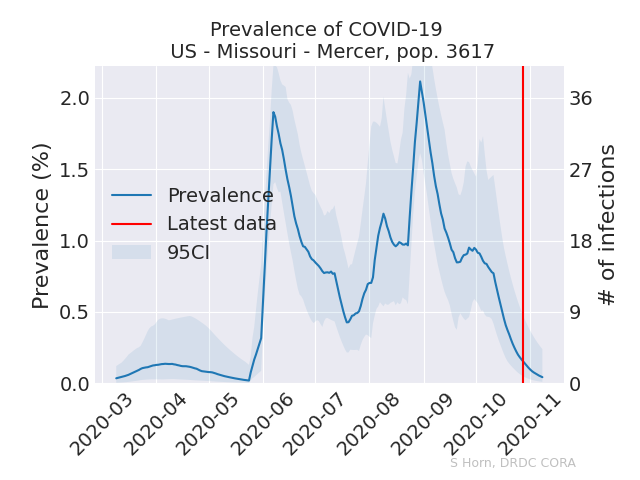 Prevalence of COVID-19
US - Missouri - Mercer, pop. 3617
Prevalence (%)
2.0
1.5
1.0
0.5
0.0
36
27
18
9
0
# of infections
Prevalence
Latest data
95CI
2020-03
2020-04
2020-05
2020-06
2020-07
2020-08
2020-09
2020-10
2020-11
S Horn, DRDC CORA